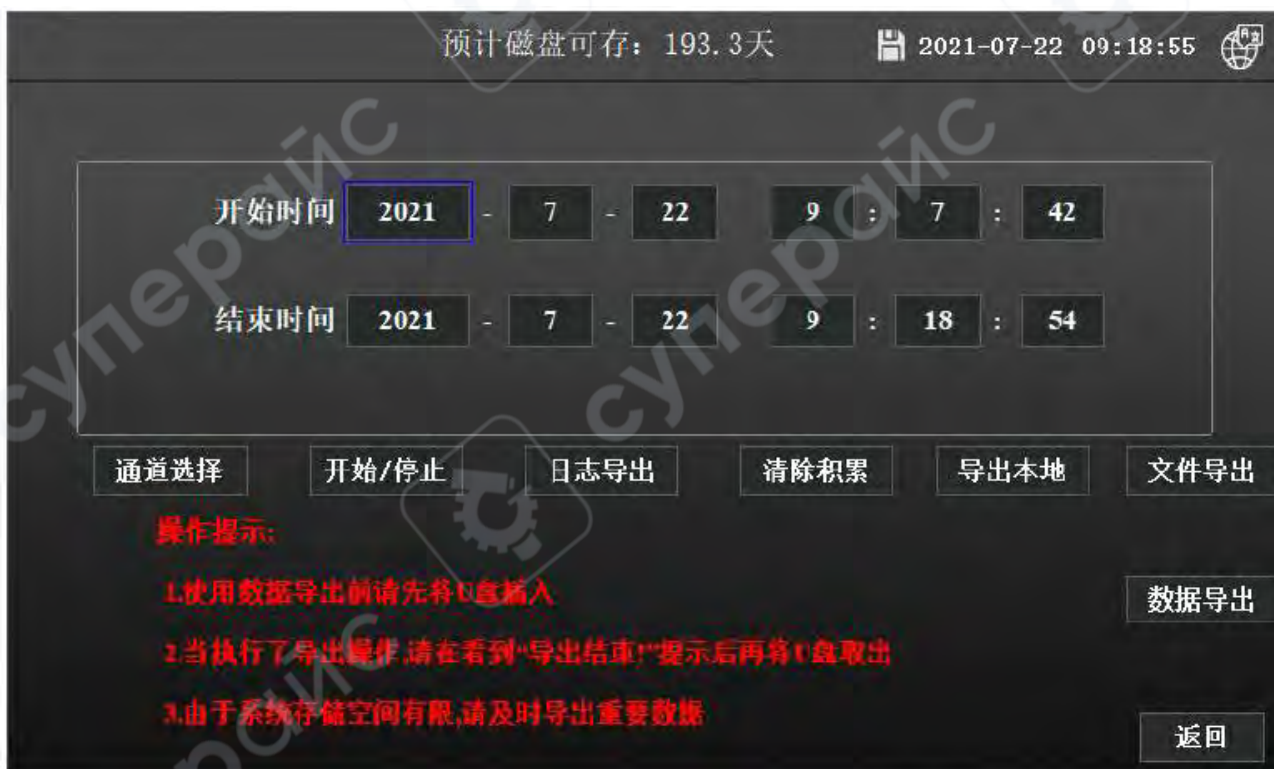 预计磁盘可存: 193.3天 2021-07-22 09:18:55
开始时间 2021 - 7 - 22 9 : 7 : 42
结束时间 2021 - 7 - 22 9 : 18 : 54
通道选择 开始/停止 日志导出 清除积累 导出本地 文件导出
操作提示:
1.使用数据导出前请先将U盘插入
数据导出
2.当执行了导出操作,请在看到“导出结束!”提示后再将U盘取出
3.由于系统存储空间有限,请及时导出重要数据
返回
суперайс
суперайс
суперайс